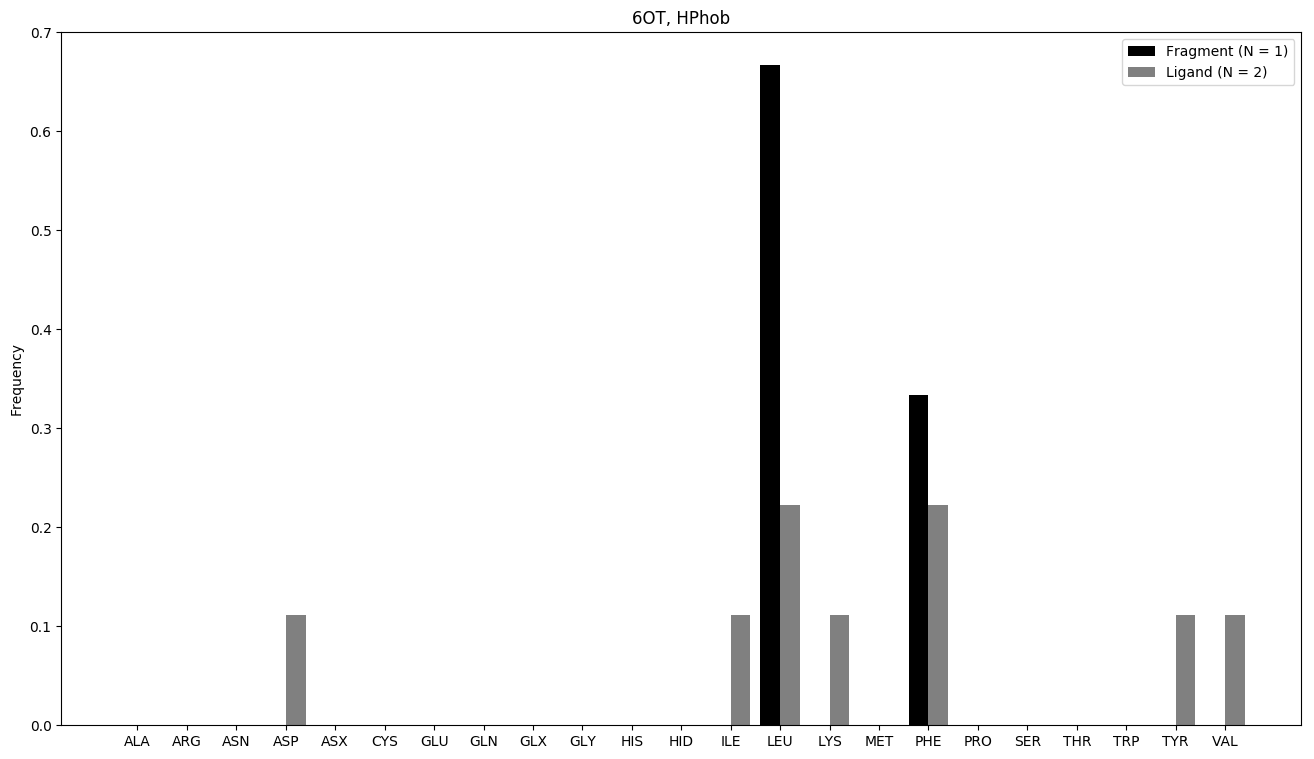 6OT, HPhob
Fragment (N = 1)
Ligand (N = 2)
Frequency
0.7
0.6
0.5
0.4
0.3
0.2
0.1
0.0
ALA ARG ASN ASP ASX CYS GLU GLN GLX GLY HIS HID ILE LEU LYS MET PHE PRO SER THR TRP TYR VAL